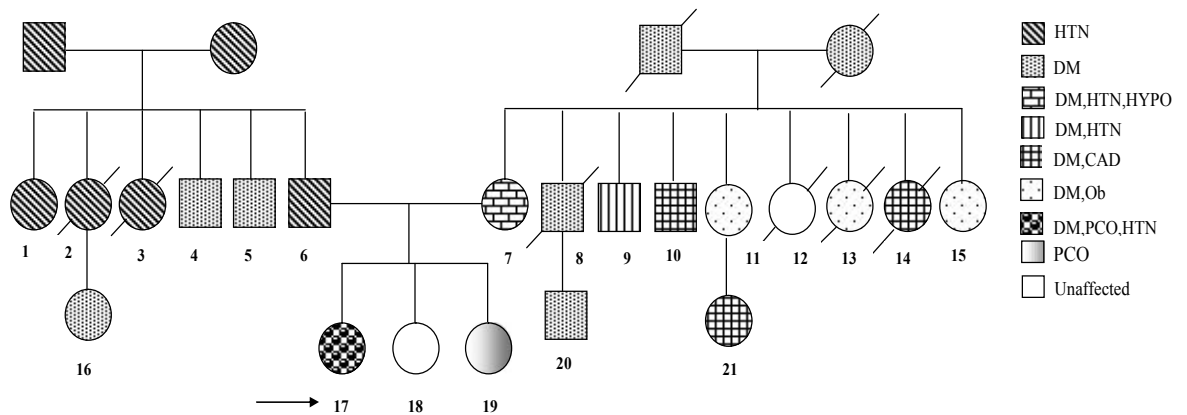 HTN
DM
DM,HTN,HYPO
DM,HTN
DM,CAD
DM,Ob
DM,PCO,HTN
PCO
Unaffected
1 2 3 4 5 6 7 8 9 10 11 12 13 14 15
16 17 18 19 20 21